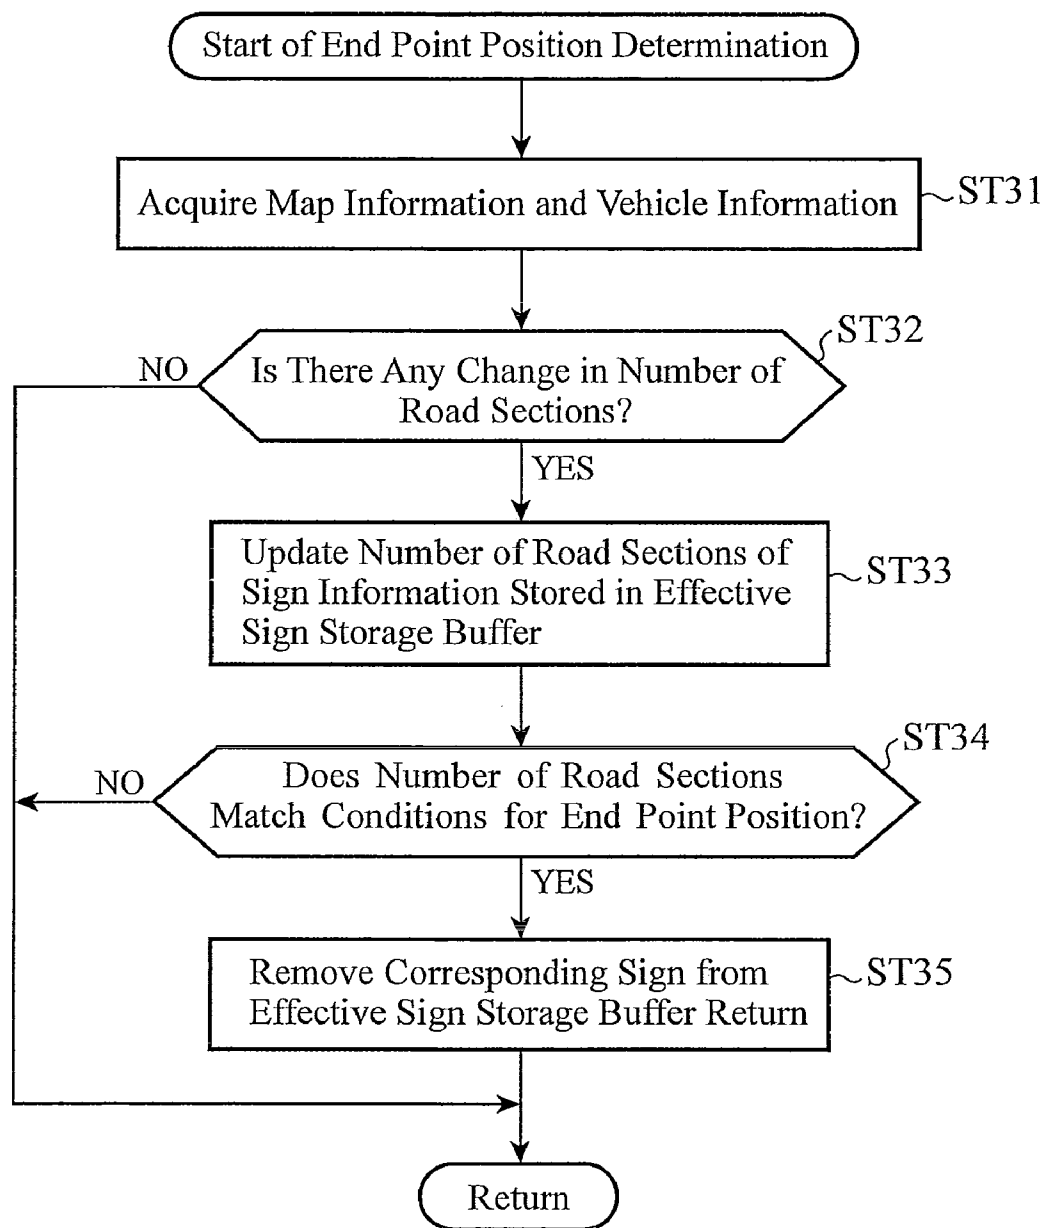 Start of End Point Position Determination
Acquire Map Information and Vehicle Information
ST31
ST32
NO
Is There Any Change in Number of
Road Sections?
YES
Update Number of Road Sections of
Sign Information Stored in Effective
Sign Storage Buffer
ST33
ST34
NO
Does Number of Road Sections
Match Conditions for End Point Position?
YES
Remove Corresponding Sign from
Effective Sign Storage Buffer Return
ST35
Return